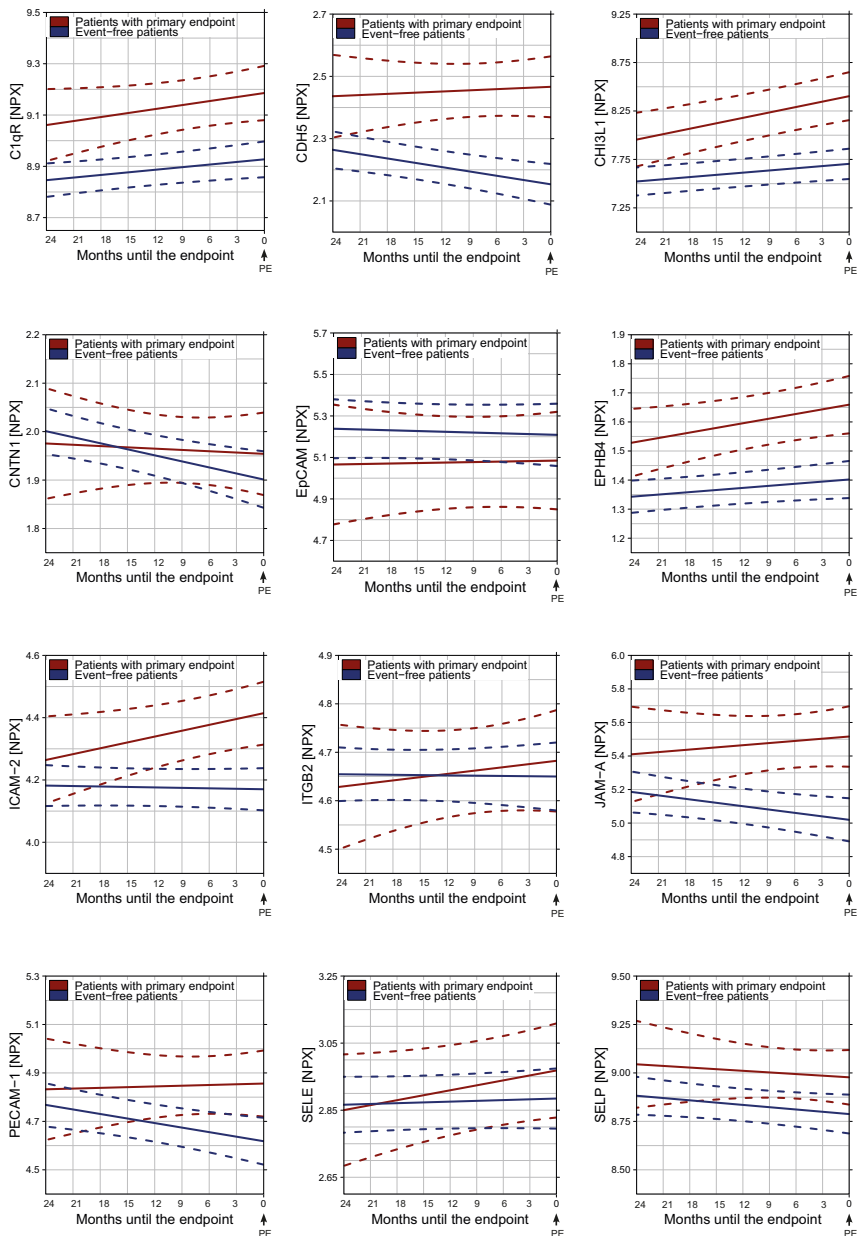 9.5
9.3
9.1
8.9
8.7
C1qR [NPX]
Patients with primary endpoint
Event−free patients
24 21 18 15 12 9 6 3 0
Months until the endpoint
PE
2.7
2.5
2.3
2.1
CDH5 [NPX]
Patients with primary endpoint
Event−free patients
24 21 18 15 12 9 6 3 0
Months until the endpoint
PE
9.25
8.75
8.25
7.75
7.25
CHI3L1 [NPX]
Patients with primary endpoint
Event−free patients
24 21 18 15 12 9 6 3 0
Months until the endpoint
PE
2.2
2.1
2.0
1.9
1.8
CNTN1 [NPX]
Patients with primary endpoint
Event−free patients
24 21 18 15 12 9 6 3 0
Months until the endpoint
PE
5.7
5.5
5.3
5.1
4.9
4.7
EpCAM [NPX]
Patients with primary endpoint
Event−free patients
24 21 18 15 12 9 6 3 0
Months until the endpoint
PE
1.9
1.8
1.7
1.6
1.5
1.4
1.3
1.2
EPHB4 [NPX]
Patients with primary endpoint
Event−free patients
24 21 18 15 12 9 6 3 0
Months until the endpoint
PE
4.6
4.4
4.2
4.0
ICAM−2 [NPX]
Patients with primary endpoint
Event−free patients
24 21 18 15 12 9 6 3 0
Months until the endpoint
PE
4.9
4.8
4.7
4.6
4.5
ITGB2 [NPX]
Patients with primary endpoint
Event−free patients
24 21 18 15 12 9 6 3 0
Months until the endpoint
PE
6.0
5.8
5.6
5.4
5.2
5.0
4.8
JAM−A [NPX]
Patients with primary endpoint
Event−free patients
24 21 18 15 12 9 6 3 0
Months until the endpoint
PE
5.3
5.1
4.9
4.7
4.5
PECAM−1 [NPX]
Patients with primary endpoint
Event−free patients
24 21 18 15 12 9 6 3 0
Months until the endpoint
PE
3.25
3.05
2.85
2.65
SELE [NPX]
Patients with primary endpoint
Event−free patients
24 21 18 15 12 9 6 3 0
Months until the endpoint
PE
9.50
9.25
9.00
8.75
8.50
SELP [NPX]
Patients with primary endpoint
Event−free patients
24 21 18 15 12 9 6 3 0
Months until the endpoint
PE